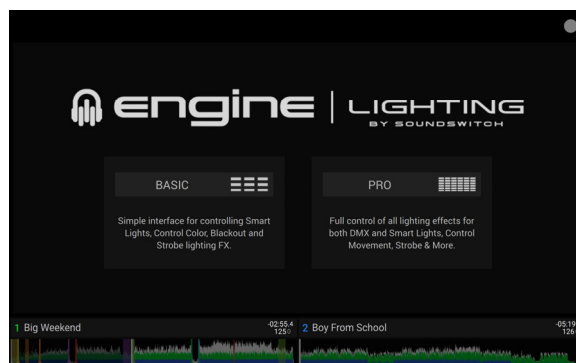 engine | LIGHTING
BY SOUNDSWITCH
BASIC
Simple interface for controlling Smart
Lights, Control Color, Blackout and
Strobe lighting FX.
PRO
Full control of all lighting effects for
both DMX and Smart Lights, Control
Movement, Strobe & More.
1 Big Weekend
-02:55.4
125
2 Boy From School
-05:19
126